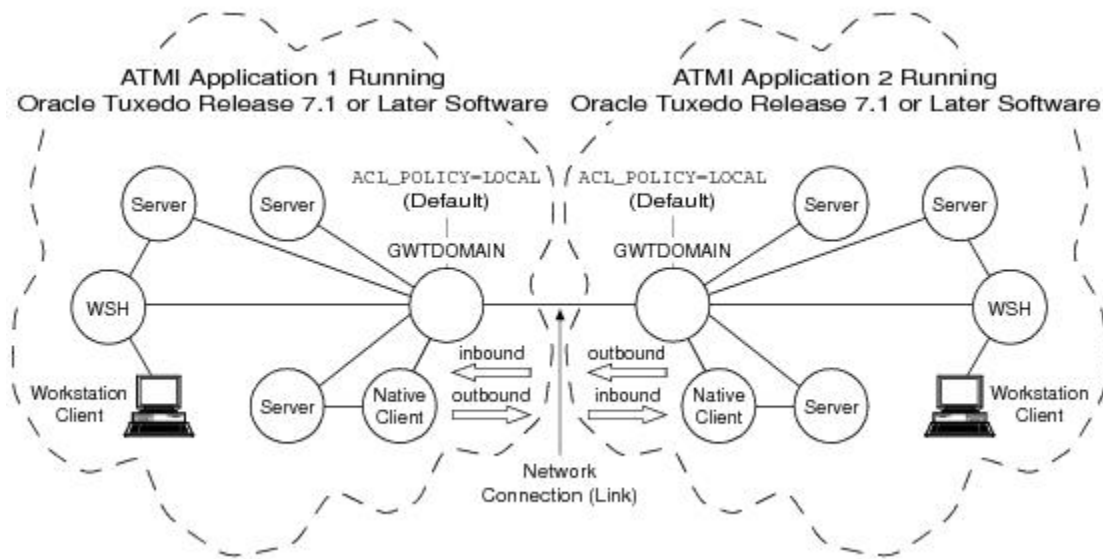 ATMI Application 1 Running
Oracle Tuxedo Release 7.1 or Later Software
ATMI Application 2 Running
Oracle Tuxedo Release 7.1 or Later Software
ACL_POLICY=LOCAL
(Default)
ACL_POLICY=LOCAL
(Default)
Server
Server
Server
Server
GWTDOMAIN
GWTDOMAIN
WSH
WSH
inbound
outbound
outbound
inbound
Workstation
Client
Server
Native
Client
Native
Client
Server
Workstation
Client
Network
Connection (Link)